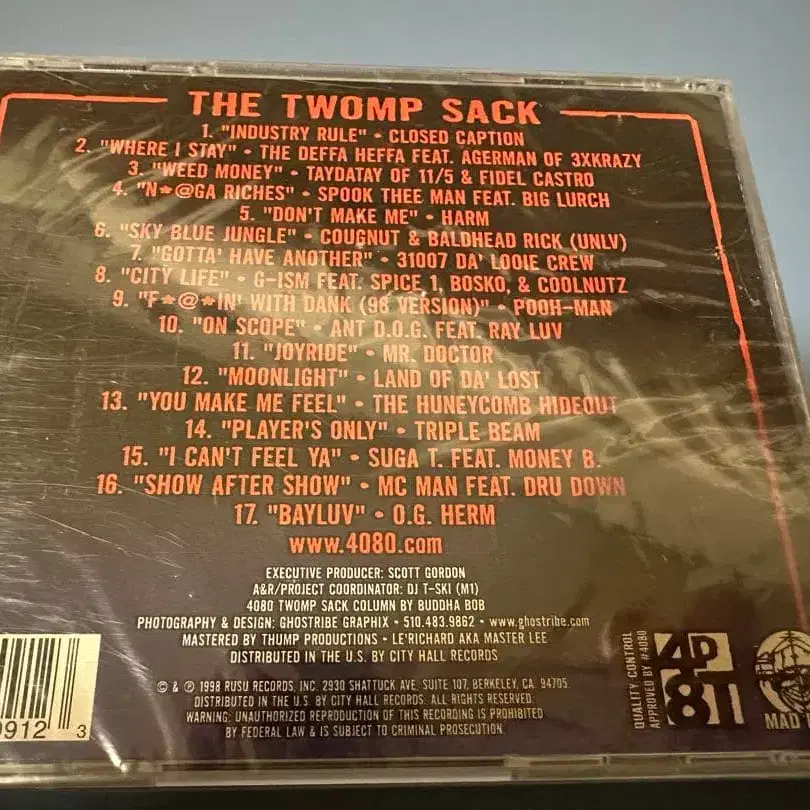 THE TWOMP SACK
1. "INDUSTRY RULE" • CLOSED CAPTION
2. "WHERE I STAY" • THE DEFFA HEFFA FEAT. AGERMAN OF 3XKRAZY
3. "WEED MONEY" • TAYDATAY OF 11/5 & FIDEL CASTRO
4. "N*@GA RICHES" • SPOOK THEE MAN FEAT. BIG LURCH
5. "DON'T MAKE ME" • HARM
6. "SKY BLUE JUNGLE" • COUGNUT & BALDHEAD RICK (UNLV)
7. "GOTTA' HAVE ANOTHER" • 31007 DA' LOOIE CREW
8. "CITY LIFE" • G-ISM FEAT. SPICE 1, BOSKO, & COOLNUTZ
9. "F*@*IN' WITH DANK (98 VERSION)" • POOH-MAN
10. "ON SCOPE" • ANT D.O.G. FEAT. RAY LUV
11. "JOYRIDE" • MR. DOCTOR
12. "MOONLIGHT" • LAND OF DA' LOST
13. "YOU MAKE ME FEEL" • THE HUNEYCOMB HIDEOUT
14. "PLAYER'S ONLY" • TRIPLE BEAM
15. "I CAN'T FEEL YA" • SUGA T. FEAT. MONEY B.
16. "SHOW AFTER SHOW" • MC MAN FEAT. DRU DOWN
17. "BAYLUV" • O.G. HERM
www.4080.com
EXECUTIVE PRODUCER: SCOTT GORDON
A&R/PROJECT COORDINATOR: DJ T-SKI (M1)
4080 TWOMP SACK COLUMN BY BUDDHA BOB
PHOTOGRAPHY & DESIGN: GHOSTRIBE GRAPHIX • 510.483.9862 • www.ghostribe.com
MASTERED BY THUMP PRODUCTIONS • LE'RICHARD AKA MASTER LEE
DISTRIBUTED IN THE U.S. BY CITY HALL RECORDS
© & ℗ 1998 RUSU RECORDS, INC. 2930 SHATTUCK AVE, SUITE 107, BERKELEY, CA. 94705.
DISTRIBUTED IN THE U.S. BY CITY HALL RECORDS. ALL RIGHTS RESERVED.
WARNING: UNAUTHORIZED REPRODUCTION OF THIS RECORDING IS PROHIBITED
BY FEDERAL LAW & IS SUBJECT TO CRIMINAL PROSECUTION.
QUALITY CONTROL
APPROVED BY #4080
MAD
0912 3